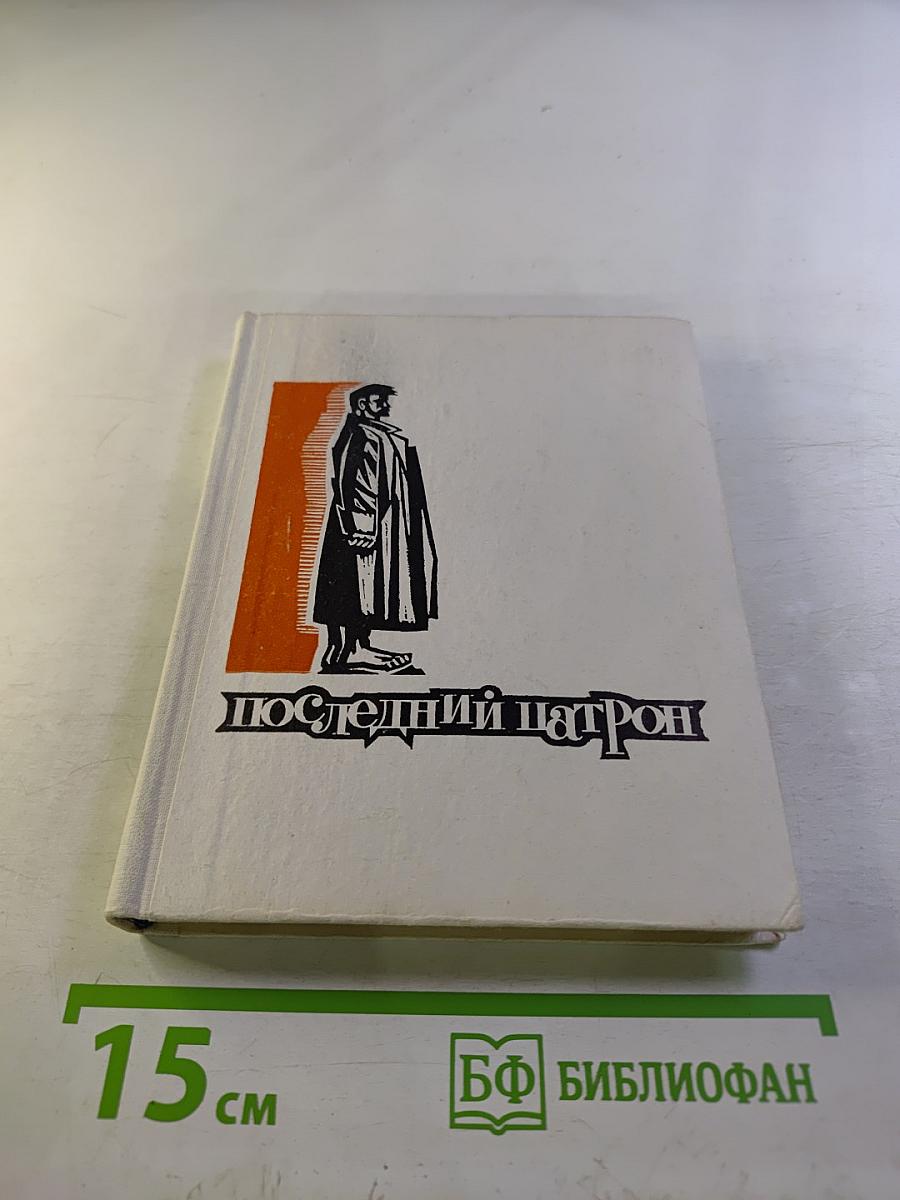 последний патрон
15 см
БФ БИБЛИОФАН